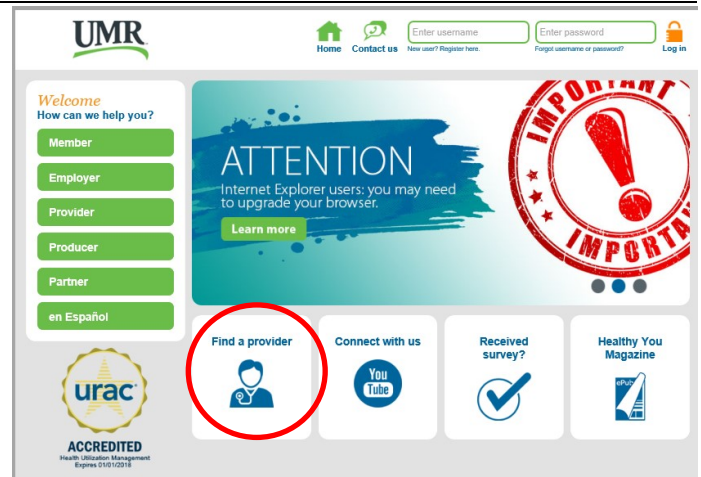 UMR
Home
Contact us
Enter username
New user? Register here.
Enter password
Forgot username or password?
Log in
Welcome
How can we help you?
Member
Employer
Provider
Producer
Partner
en Español
ATTENTION
Internet Explorer users: you may need
to upgrade your browser.
Learn more
IMPORTANT
IMPORTA
Find a provider
Connect with us
You
Tube
Received
survey?
Healthy You
Magazine
ePub
urac
ACCREDITED
Health Utilization Management
Expires 01/01/2018